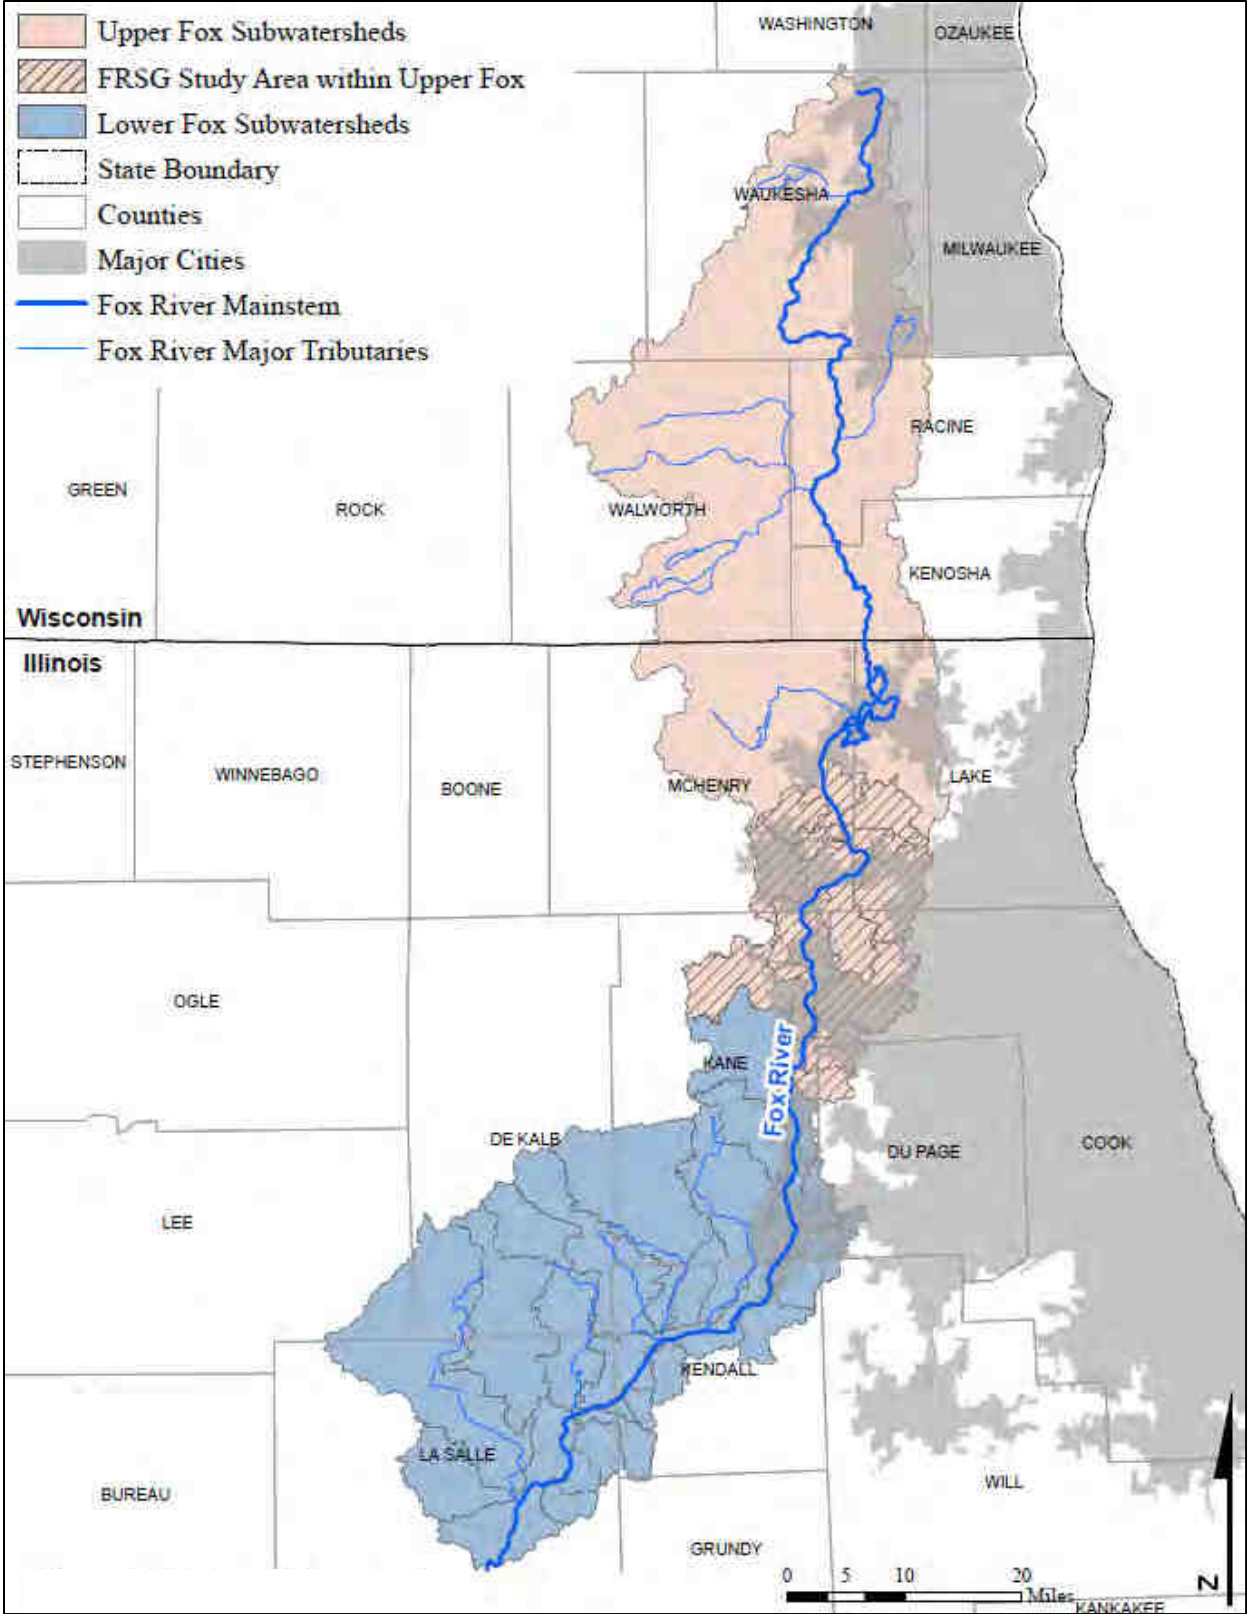 Upper Fox Subwatersheds
FRSG Study Area within Upper Fox
Lower Fox Subwatersheds
State Boundary
Counties
Major Cities
Fox River Mainstem
Fox River Major Tributaries
WASHINGTON
OZAUKEE
WAUKESHA
MILWAUKEE
RACINE
GREEN
ROCK
WALWORTH
KENOSHA
Wisconsin
Illinois
STEPHENSON
WINNEBAGO
BOONE
MCHENRY
LAKE
OGLE
KANE
Fox River
DE KALB
DU PAGE
COOK
LEE
KENDALL
LA SALLE
BUREAU
WILL
GRUNDY
0 5 10 20
Miles
N
KANKAKEE